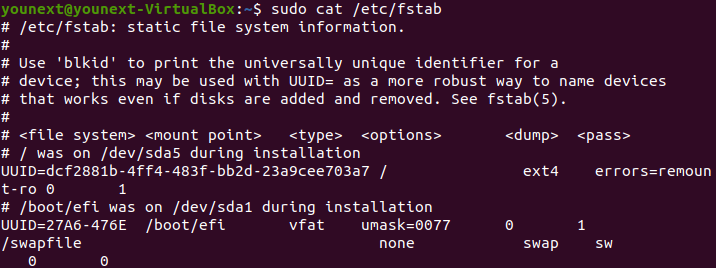 younext@younext-VirtualBox:~$ sudo cat /etc/fstab
# /etc/fstab: static file system information.
#
# Use 'blkid' to print the universally unique identifier for a
# device; this may be used with UUID= as a more robust way to name devices
# that works even if disks are added and removed. See fstab(5).
#
# <file system> <mount point>   <type>  <options>       <dump>  <pass>
# / was on /dev/sda5 during installation
UUID=dcf2881b-4ff4-483f-bb2d-23a9cee703a7 /               ext4    errors=remoun
t-ro 0       1
# /boot/efi was on /dev/sda1 during installation
UUID=27A6-476E  /boot/efi       vfat    umask=0077      0       1
/swapfile                                 none            swap    sw
   0       0